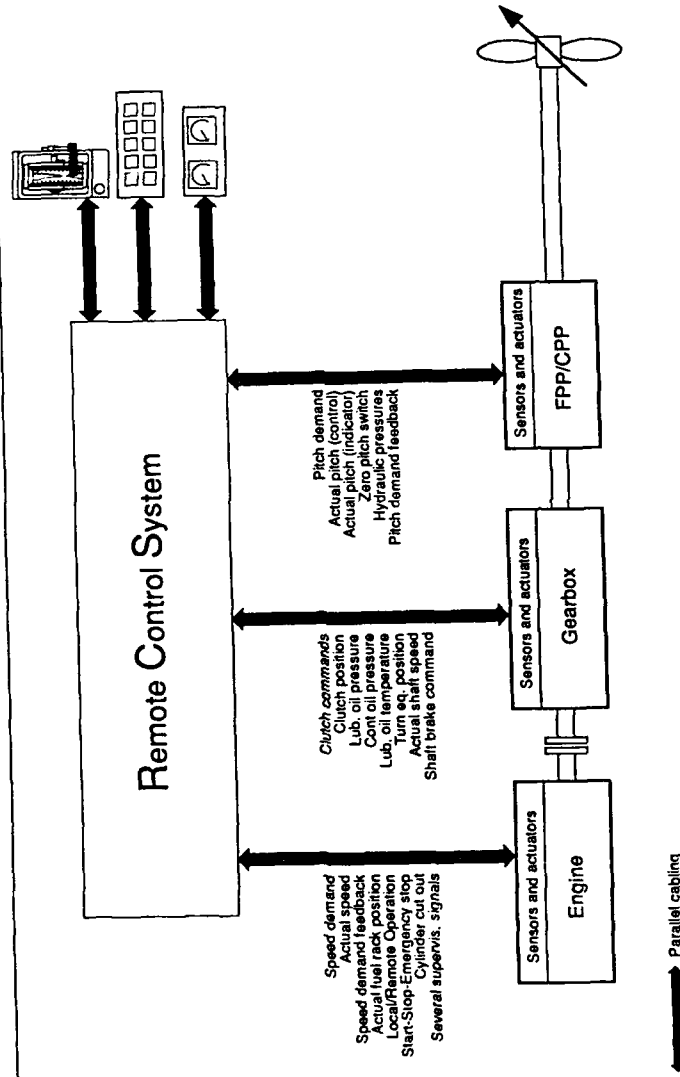 Remote Control System
Speed demand
Actual speed
Speed demand feedback
Actual fuel rack position
Local/Remote Operation
Start-Stop-Emergency stop
Cylinder cut out
Several supervis. signals
Clutch commands
Clutch position
Lub. oil pressure
Cont oil pressure
Lub. oil temperature
Turn eq. position
Actual shaft speed
Shaft brake command
Pitch demand
Actual pitch (control)
Actual pitch (indicator)
Zero pitch switch
Hydraulic pressures
Pitch demand feedback
Sensors and actuators
Engine
Sensors and actuators
Gearbox
Sensors and actuators
FPP/CPP
Parallel cabling